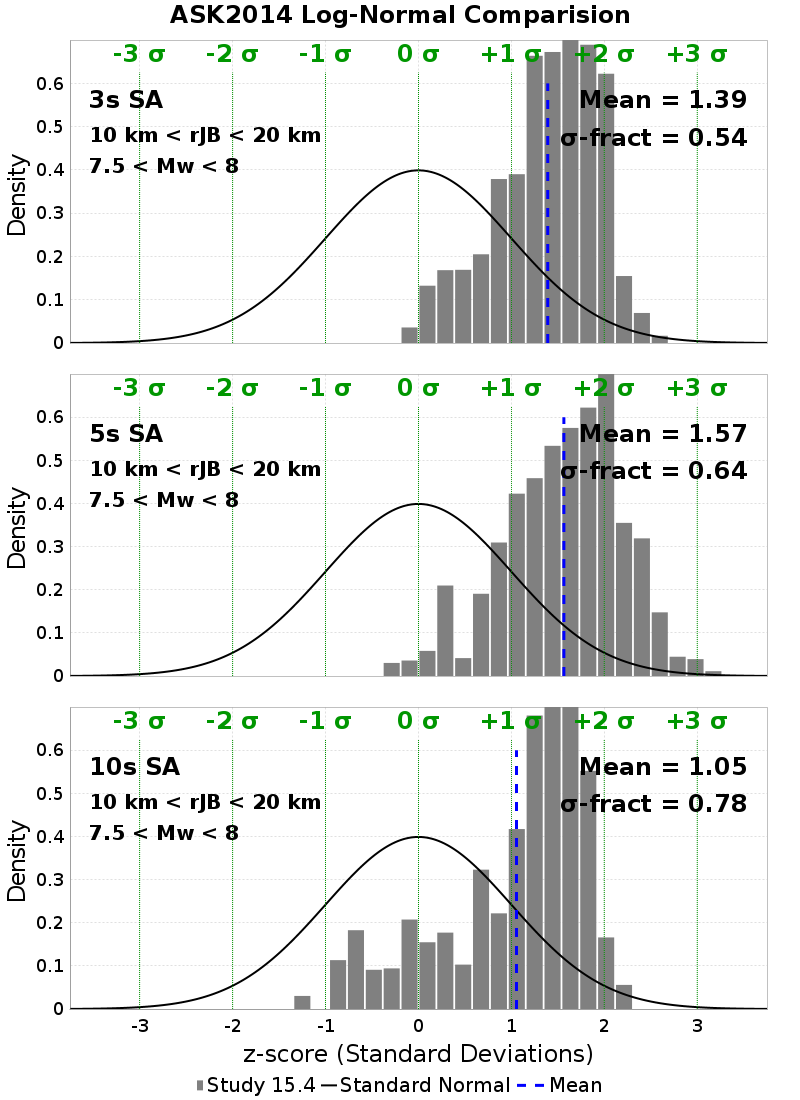 ASK2014 Log-Normal Comparision
-3 σ -2 σ -1 σ 0 σ +1 σ +2 σ +3 σ
3s SA
10 km < rJB < 20 km
7.5 < Mw < 8
Mean = 1.39
σ-fract = 0.54
Density
0.6
0.5
0.4
0.3
0.2
0.1
0
-3 σ -2 σ -1 σ 0 σ +1 σ +2 σ +3 σ
5s SA
10 km < rJB < 20 km
7.5 < Mw < 8
Mean = 1.57
σ-fract = 0.64
Density
0.6
0.5
0.4
0.3
0.2
0.1
0
-3 σ -2 σ -1 σ 0 σ +1 σ +2 σ +3 σ
10s SA
10 km < rJB < 20 km
7.5 < Mw < 8
Mean = 1.05
σ-fract = 0.78
Density
0.6
0.5
0.4
0.3
0.2
0.1
0
-3 -2 -1 0 1 2 3
z-score (Standard Deviations)
Study 15.4 Standard Normal Mean